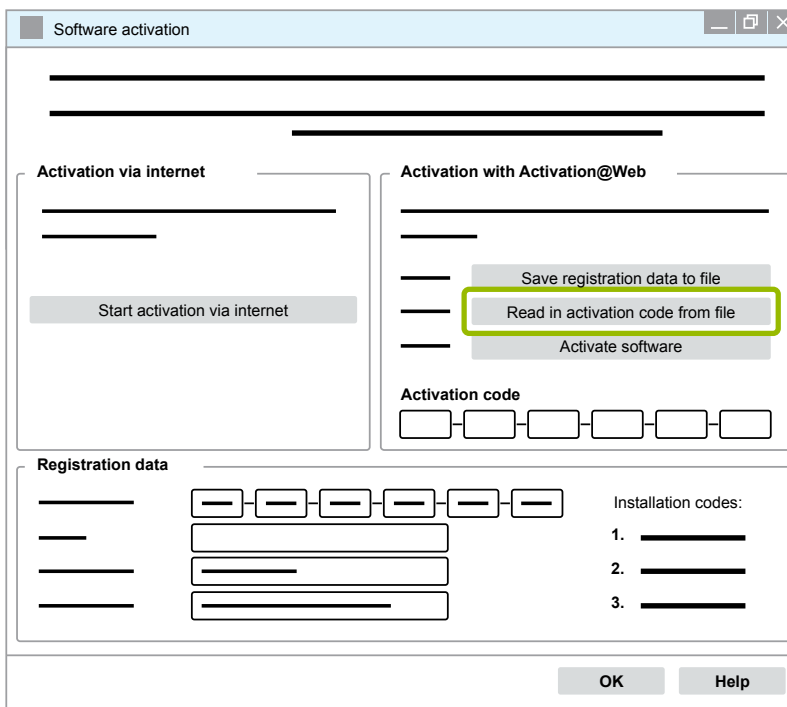 Software activation
Activation via internet
Start activation via internet
Activation with Activation@Web
Save registration data to file
Read in activation code from file
Activate software
Activation code
Registration data
Installation codes:
1.
2.
3.
OK
Help